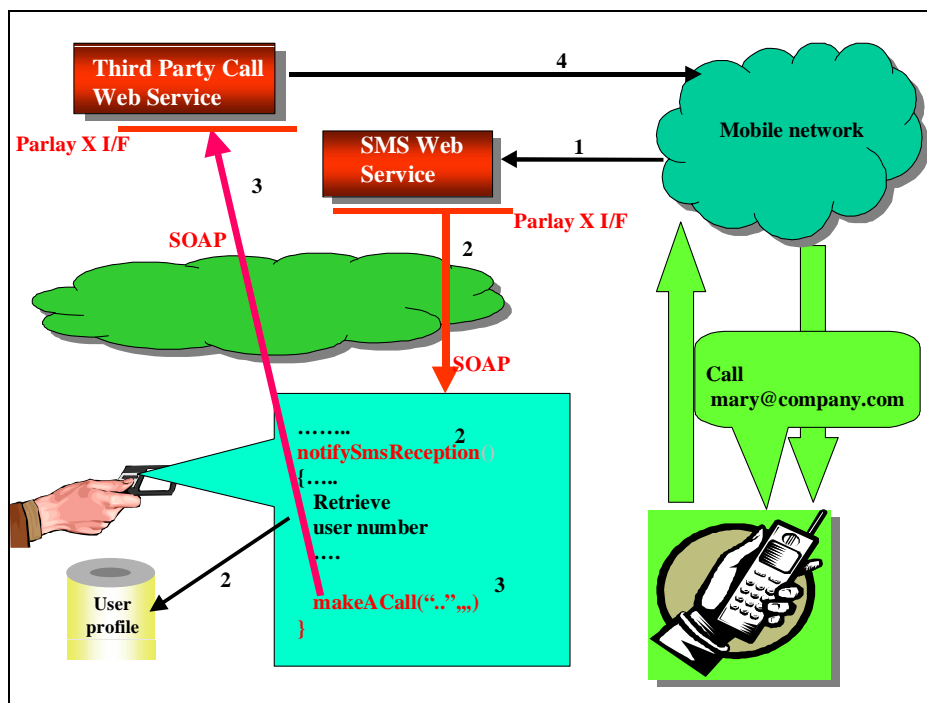 Third Party Call
Web Service
4
Mobile network
Parlay X I/F
SMS Web
Service
1
3
Parlay X I/F
SOAP
2
SOAP
Call
mary@company.com
……..
2
notifySmsReception()
{…..
Retrieve
user number
….
2
3
makeACall(“..”,,,)
}
User
profile